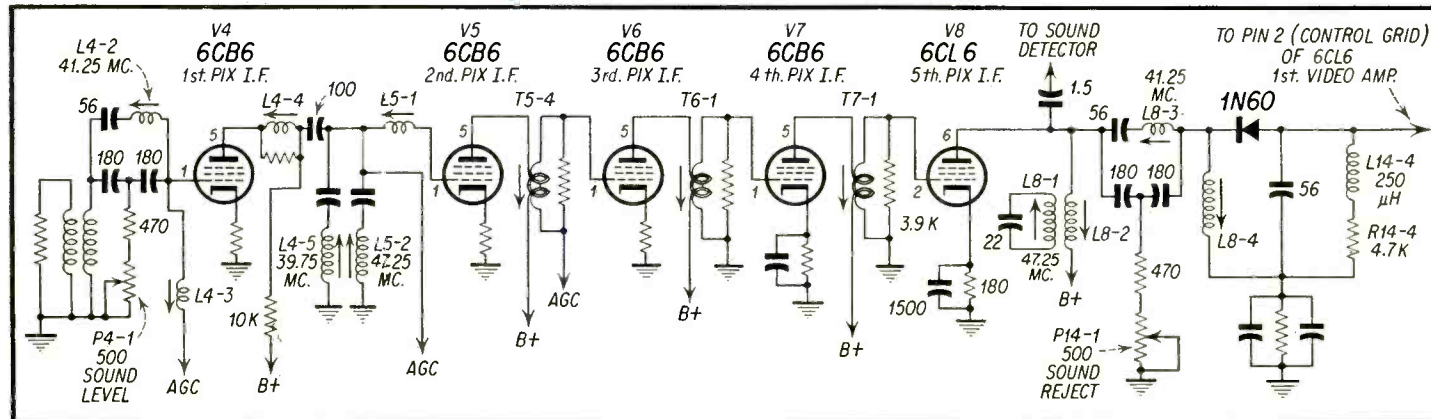 L4-2
41.25 MC.
56
180
180
470
P4-1
500
SOUND
LEVEL
L4-3
AGC
V4
6CB6
1st. PIX I.F.
1
5
L4-4
100
10K
B+
L4-5
39.75
MC.
L5-2
47.25
MC.
L5-1
AGC
V5
6CB6
2nd. PIX I.F.
1
5
T5-4
B+
AGC
V6
6CB6
3rd. PIX I.F.
1
5
T6-1
B+
V7
6CB6
4th. PIX I.F.
1
5
T7-1
B+
3.9 K
V8
6CL6
5th. PIX I.F.
2
6
1500
180
TO SOUND
DETECTOR
1.5
L8-1
22
47.25
MC.
L8-2
B+
56
41.25
MC.
L8-3
180
180
470
P14-1
500
SOUND
REJECT
L8-4
1N60
56
TO PIN 2 (CONTROL GRID)
OF 6CL6
1st. VIDEO AMP.
L14-4
250
µH
R14-4
4.7K